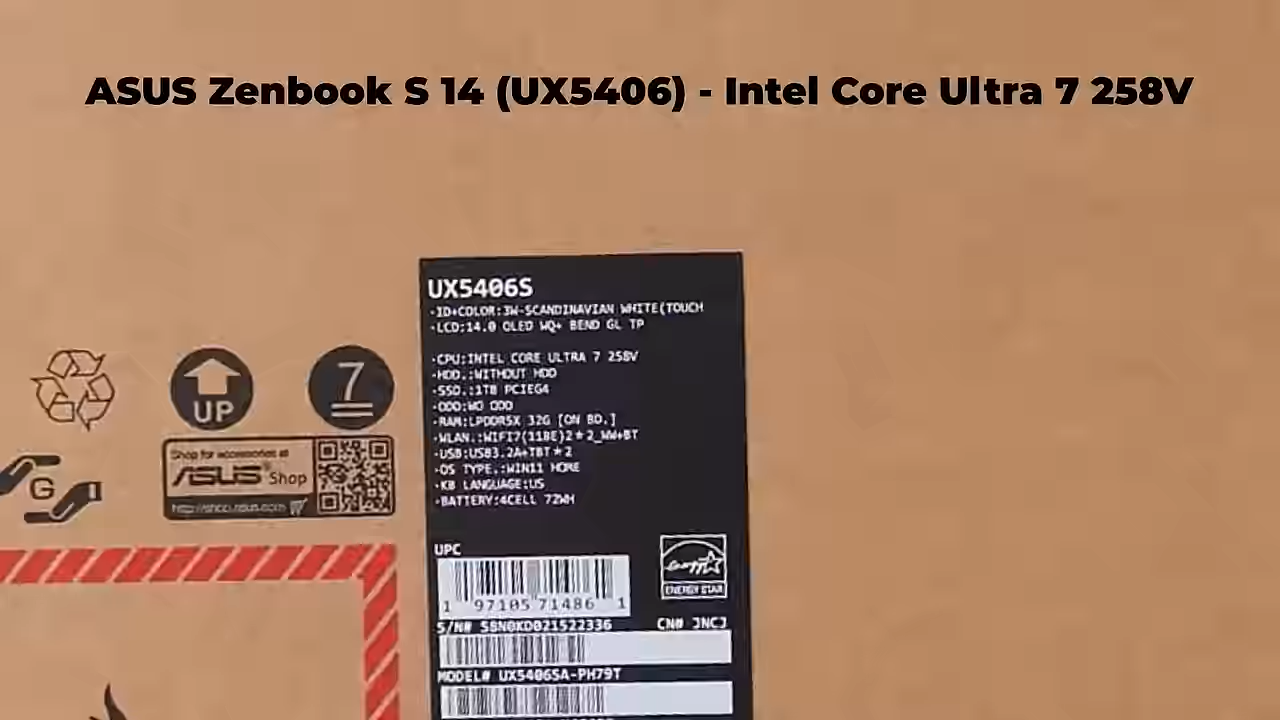 ASUS Zenbook S 14 (UX5406) - Intel Core Ultra 7 258V
UX5406S
-ID+COLOR:3W-SCANDINAVIAN WHITE(TOUCH
-LCD:14.0 OLED WQ+ BEND GL TP
-CPU:INTEL CORE ULTRA 7 258V
-HDD.:WITHOUT HDD
-SSD.:1TB PCIEG4
-ODD:WO ODD
-RAM:LPDDR5X 32G [ON BD.]
-WLAN.:WIFI7(11BE)2*2_WW+BT
-USB:USB3.2A+TBT*2
-OS TYPE.:WIN11 HOME
-KB LANGUAGE:US
-BATTERY:4CELL 72WH
7
UP
Shop for accessories at
ASUS® Shop
http://shop.asus.com
G
UPC
1 97105 71486 1
ENERGY STAR
S/N# S8N0KD021522336
CN# JNCJ
MODEL# UX5406SA-PH79T